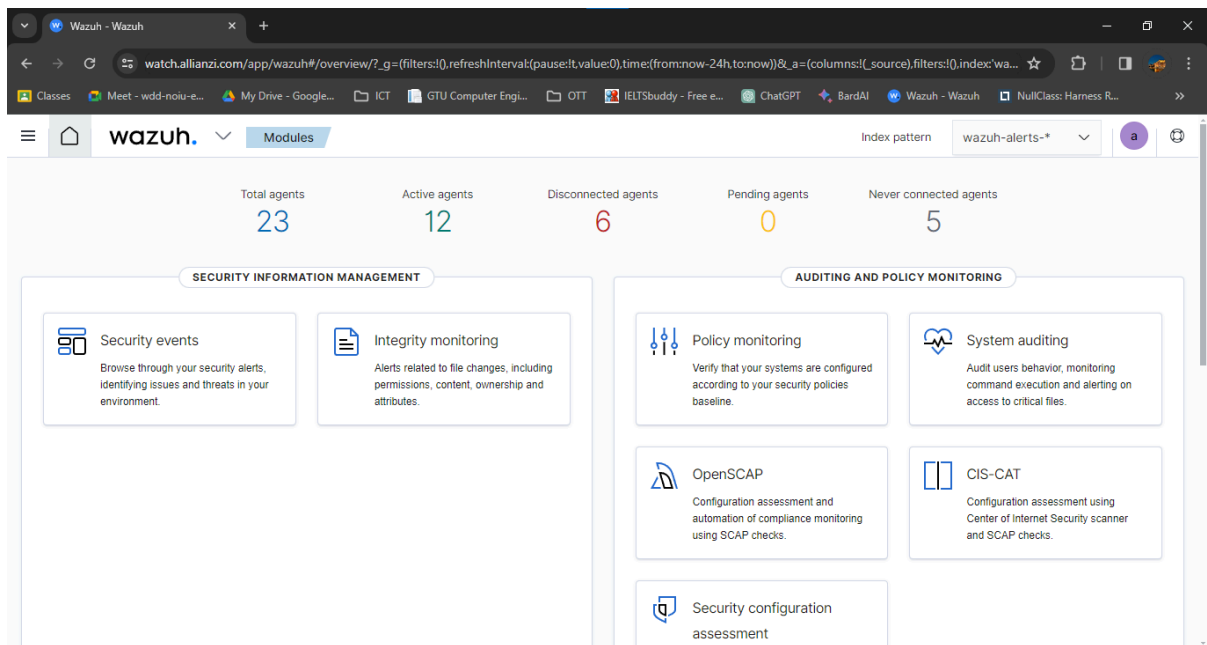 Wazuh - Wazuh
watch.allianzi.com/app/wazuh#/overview/?_g=(filters:!(),refreshInterval:(pause:!t,value:0),time:(from:now-24h,to:now))&_a=(columns:!(_source),filters:!(),index:'wa...
Classes Meet - wdd-noiu-e... My Drive - Google... ICT GTU Computer Engi... OTT IELTSbuddy - Free e... ChatGPT BardAI Wazuh - Wazuh NullClass: Harness R... »
wazuh. Modules Index pattern wazuh-alerts-* a
Total agents Active agents Disconnected agents Pending agents Never connected agents
23 12 6 0 5
SECURITY INFORMATION MANAGEMENT
Security events
Browse through your security alerts,
identifying issues and threats in your
environment.
Integrity monitoring
Alerts related to file changes, including
permissions, content, ownership and
attributes.
AUDITING AND POLICY MONITORING
Policy monitoring
Verify that your systems are configured
according to your security policies
baseline.
System auditing
Audit users behavior, monitoring
command execution and alerting on
access to critical files.
OpenSCAP
Configuration assessment and
automation of compliance monitoring
using SCAP checks.
CIS-CAT
Configuration assessment using
Center of Internet Security scanner
and SCAP checks.
Security configuration
assessment